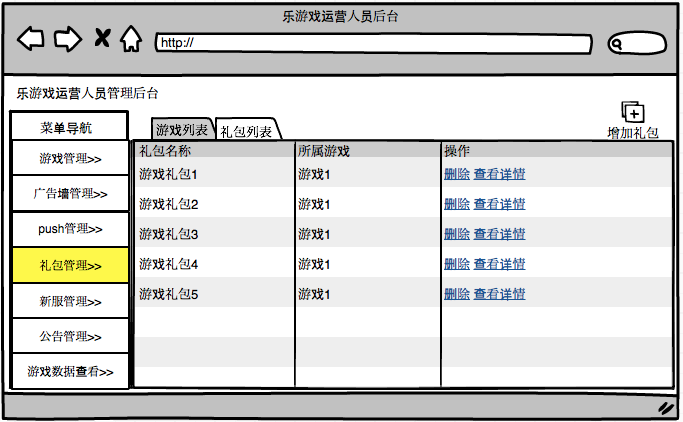 乐游戏运营人员后台
http://
乐游戏运营人员管理后台
菜单导航
游戏管理>>
广告墙管理>>
push管理>>
礼包管理>>
新服管理>>
公告管理>>
游戏数据查看>>
游戏列表 礼包列表
增加礼包
礼包名称 所属游戏 操作
游戏礼包1 游戏1 删除 查看详情
游戏礼包2 游戏1 删除 查看详情
游戏礼包3 游戏1 删除 查看详情
游戏礼包4 游戏1 删除 查看详情
游戏礼包5 游戏1 删除 查看详情